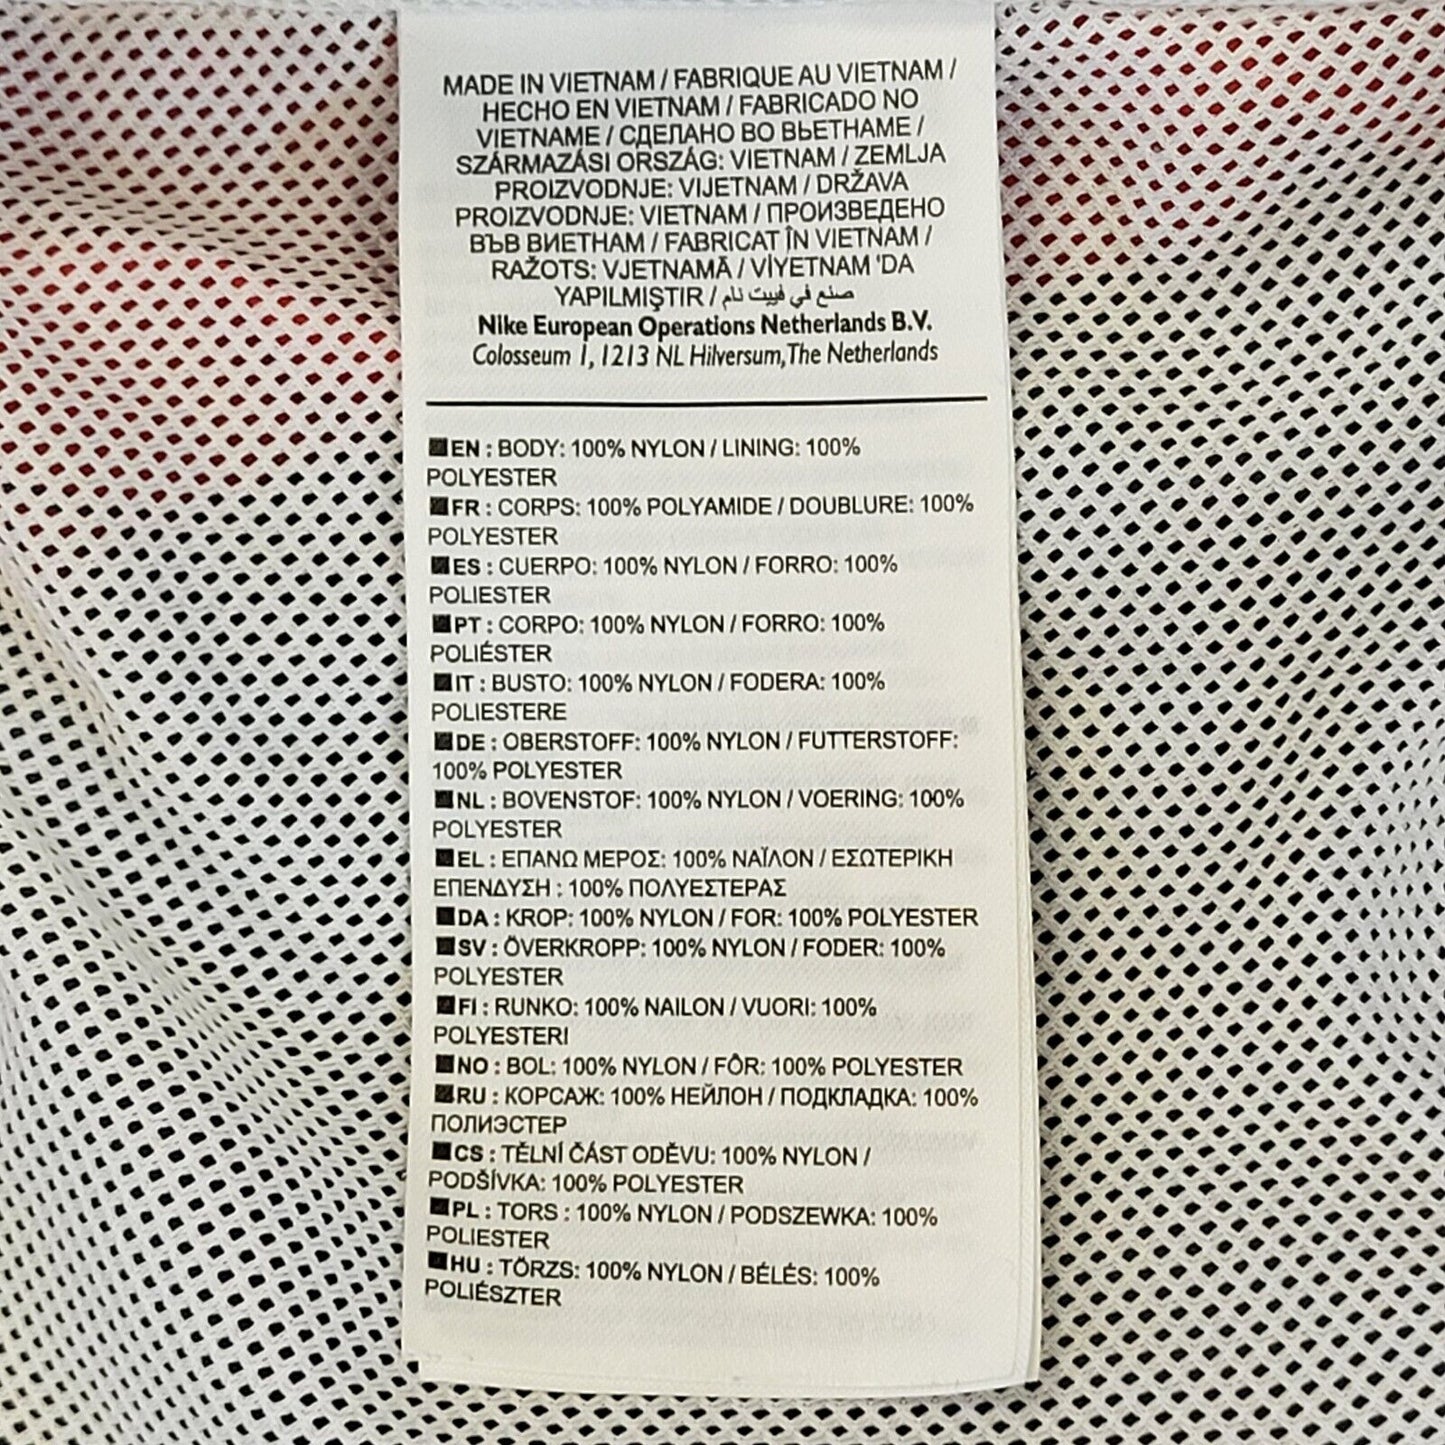 MADE IN VIETNAM / FABRIQUE AU VIETNAM /
HECHO EN VIETNAM / FABRICADO NO
VIETNAME / СДЕЛАНО ВО ВЬЕТНАМЕ /
SZÁRMAZÁSI ORSZÁG: VIETNAM / ZEMLJA
PROIZVODNJE: VIJETNAM / DRŽAVA
PROIZVODNJE: VIETNAM / ПРОИЗВЕДЕНО
ВЪВ ВИЕТНАМ / FABRICAT ÎN VIETNAM /
RAŽOTS: VJETNAMĀ / VİYETNAM 'DA
YAPILMIŞTIR / صنع في فييت نام
Nike European Operations Netherlands B.V.
Colosseum 1, 1213 NL Hilversum, The Netherlands
EN : BODY: 100% NYLON / LINING: 100%
POLYESTER
FR : CORPS: 100% POLYAMIDE / DOUBLURE: 100%
POLYESTER
ES : CUERPO: 100% NYLON / FORRO: 100%
POLIESTER
PT : CORPO: 100% NYLON / FORRO: 100%
POLIÉSTER
IT : BUSTO: 100% NYLON / FODERA: 100%
POLIESTERE
DE : OBERSTOFF: 100% NYLON / FUTTERSTOFF:
100% POLYESTER
NL : BOVENSTOF: 100% NYLON / VOERING: 100%
POLYESTER
EL : ΕΠΑΝΩ ΜΕΡΟΣ: 100% ΝΑΪΛΟΝ / ΕΣΩΤΕΡΙΚΗ
ΕΠΕΝΔΥΣΗ : 100% ΠΟΛΥΕΣΤΕΡΑΣ
DA : KROP: 100% NYLON / FOR: 100% POLYESTER
SV : ÖVERKROPP: 100% NYLON / FODER: 100%
POLYESTER
FI : RUNKO: 100% NAILON / VUORI: 100%
POLYESTERI
NO : BOL: 100% NYLON / FÔR: 100% POLYESTER
RU : КОРСАЖ: 100% НЕЙЛОН / ПОДКЛАДКА: 100%
ПОЛИЭСТЕР
CS : TĚLNÍ ČÁST ODĚVU: 100% NYLON /
PODŠÍVKA: 100% POLYESTER
PL : TORS : 100% NYLON / PODSZEWKA: 100%
POLIESTER
HU : TÖRZS: 100% NYLON / BÉLÉS: 100%
POLIÉSZTER